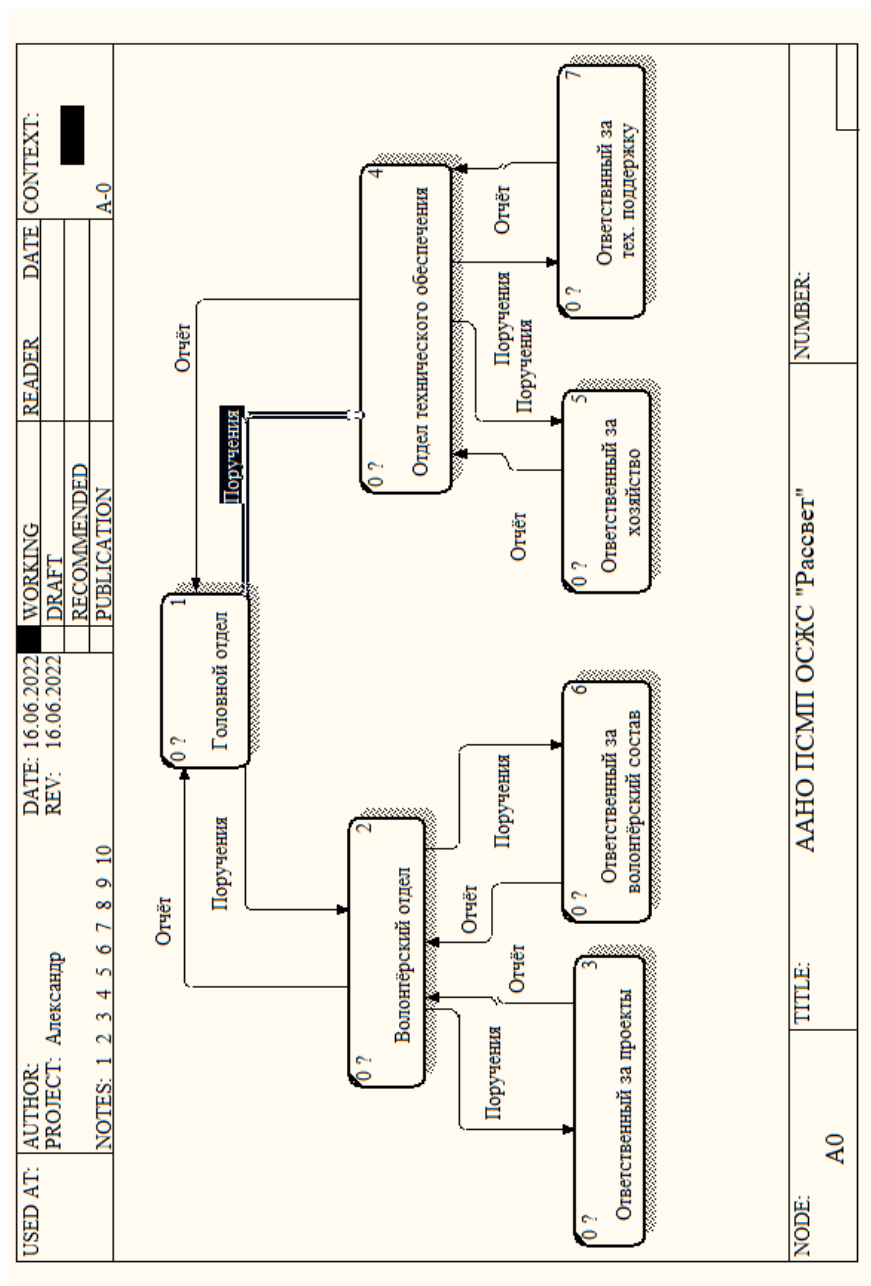 USED AT:
AUTHOR:
DATE: 16.06.2022
PROJECT: Александр
REV: 16.06.2022
NOTES: 1 2 3 4 5 6 7 8 9 10
WORKING
DRAFT
RECOMMENDED
PUBLICATION
READER
DATE
CONTEXT:
A-0
Отчёт
Отчёт
1
0 ?
Головной отдел
Поручения
Поручения
2
0 ?
Волонтёрский отдел
4
0 ?
Отдел технического обеспечения
Поручения
Отчёт
Отчёт
Поручения
Отчёт
Поручения
Поручения
Отчёт
3
0 ?
Ответственный за проекты
6
0 ?
Ответственный за
волонтёрский состав
5
0 ?
Ответственный за
хозяйство
7
0 ?
Ответствнный за
тех. поддержку
NODE:
A0
TITLE:
ААНО ПСМП ОСЖС "Рассвет"
NUMBER: